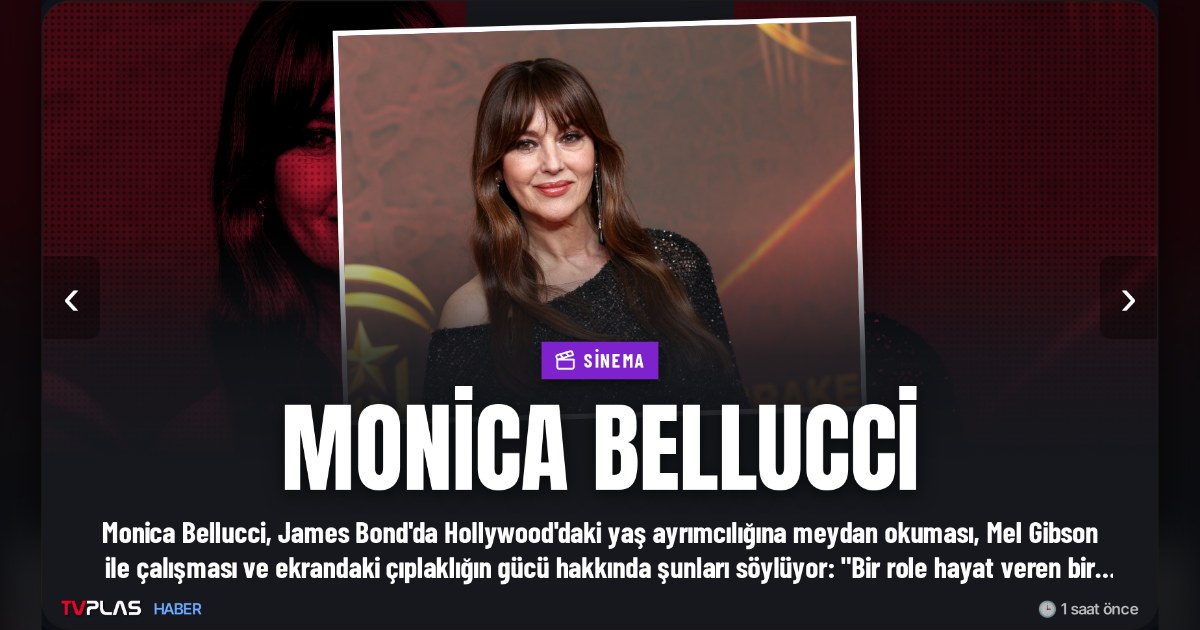 SİNEMA
MONİCA BELLUCCİ
Monica Bellucci, James Bond'da Hollywood'daki yaş ayrımcılığına meydan okuması, Mel Gibson
ile çalışması ve ekrandaki çıplaklığın gücü hakkında şunları söylüyor: "Bir role hayat veren bir...
TVPLAS HABER
1 saat önce